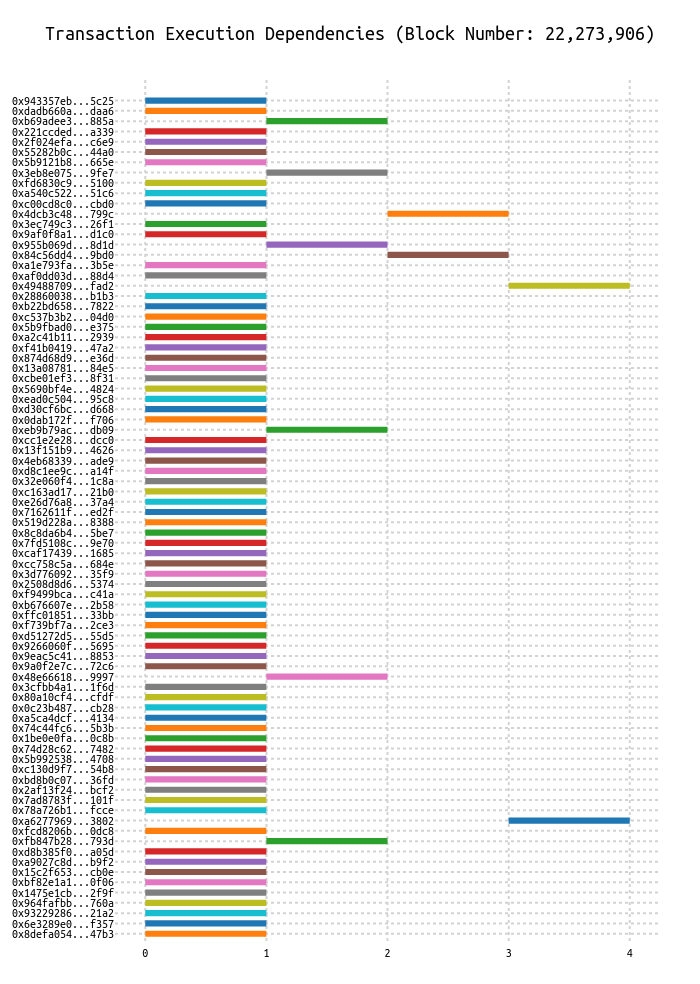 Transaction Execution Dependencies (Block Number: 22,273,906)
0x943357eb...5c25
0xdadb660a...daa6
0xb69adee3...885a
0x221ccded...a339
0x2f024efa...c6e9
0x55282b0c...44a0
0x5b9121b8...665e
0x3eb8e075...9fe7
0xfd6830c9...5100
0xa540c522...51c6
0xc00cd8c0...cbd0
0x4dcb3c48...799c
0x3ec749c3...26f1
0x9af0f8a1...d1c0
0x955b069d...8d1d
0x84c56dd4...9bd0
0xa1e793fa...3b5e
0xaf0dd03d...88d4
0x49488709...fad2
0x28860038...b1b3
0xb22bd658...7822
0xc537b3b2...04d0
0x5b9fbad0...e375
0xa2c41b11...2939
0xf41b0419...47a2
0x874d68d9...e36d
0x13a08781...84e5
0xcbe01ef3...8f31
0x5690bf4e...4824
0xead0c504...95c8
0xd30cf6bc...d668
0x0dab172f...f706
0xeb9b79ac...db09
0xcc1e2e28...dcc0
0x13f151b9...4626
0x4eb68339...ade9
0xd8c1ee9c...a14f
0x32e060f4...1c8a
0xc163ad17...21b0
0xe26d76a8...37a4
0x7162611f...ed2f
0x519d228a...8388
0x8c8da6b4...5be7
0x7fd5108c...9e70
0xcaf17439...1685
0xcc758c5a...684e
0x3d776092...35f9
0x2508d8d6...5374
0xf9499bca...c41a
0xb676607e...2b58
0xffc01851...33bb
0xf739bf7a...2ce3
0xd51272d5...55d5
0x9266060f...5695
0x9eac5c41...8853
0x9a0f2e7c...72c6
0x48e66618...9997
0x3cfbb4a1...1f6d
0x80a10cf4...cfdf
0x0c23b487...cb28
0xa5ca4dcf...4134
0x74c44fc6...5b3b
0x1be0e0fa...0c8b
0x74d28c62...7482
0x5b992538...4708
0xc130d9f7...54b8
0xbd8b0c07...36fd
0x2af13f24...bcf2
0x7ad8783f...101f
0x78a726b1...fcce
0xa6277969...3802
0xfcd8206b...0dc8
0xfb847b28...793d
0xd8b385f0...a05d
0xa9027c8d...b9f2
0x15c2f653...cb0e
0xbf82e1a1...0f06
0x1475e1cb...2f9f
0x964fafbb...760a
0x93229286...21a2
0x6e3289e0...f357
0x8defa054...47b3
0 1 2 3 4